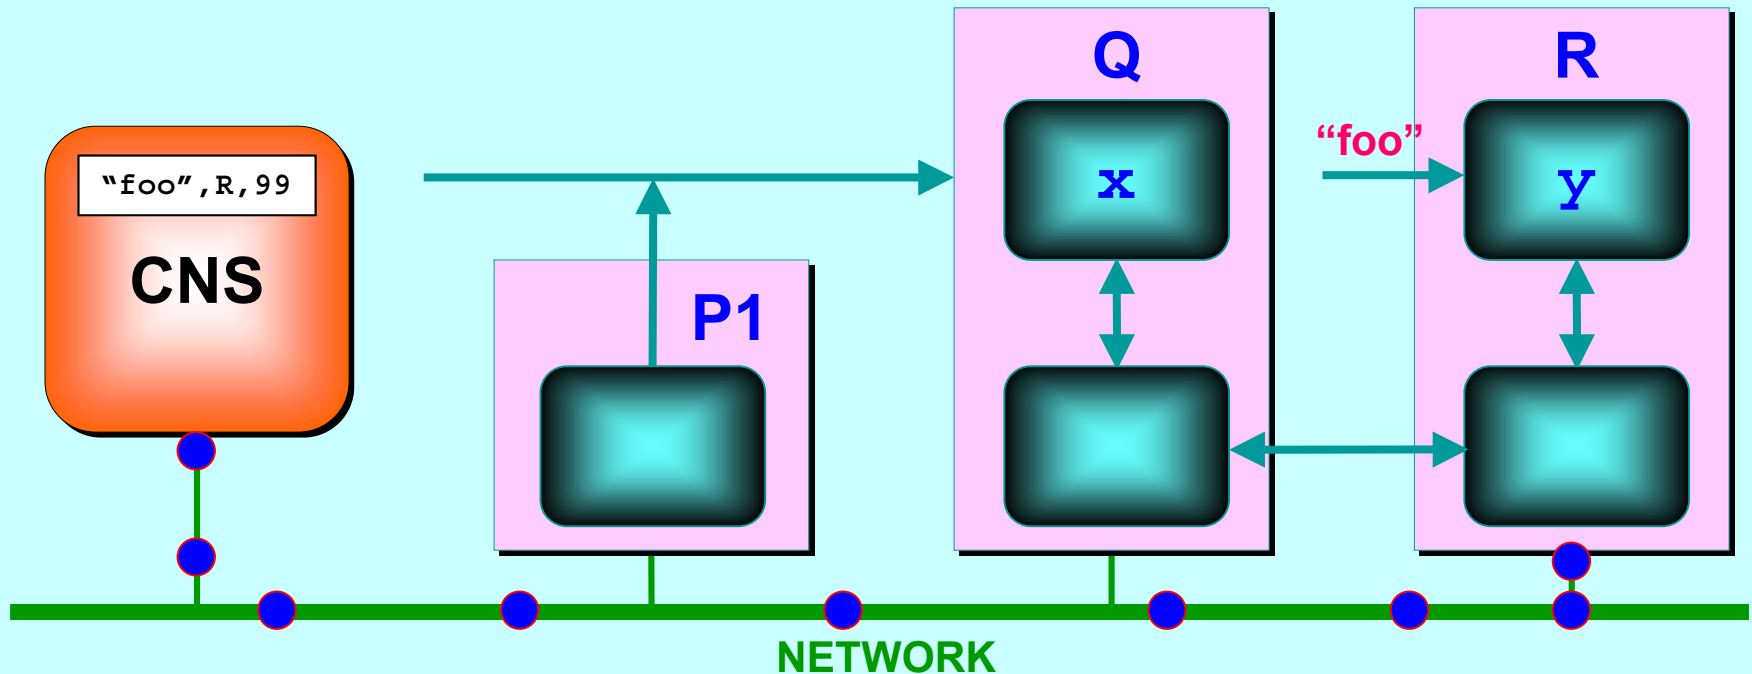 Q
R
“foo”
“foo”,R,99
x
y
CNS
P1
NETWORK